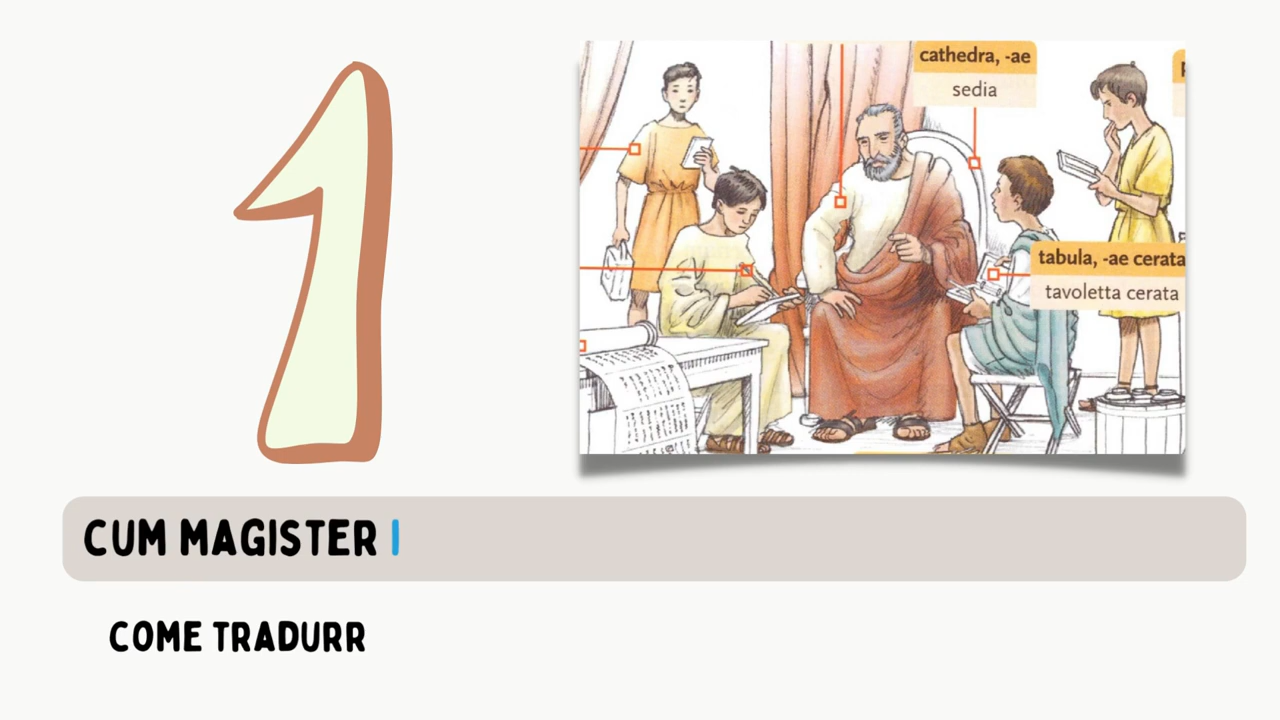 1
cathedra, -ae
sedia
tabula, -ae cerata
tavoletta cerata
CUM MAGISTER I
COME TRADURR